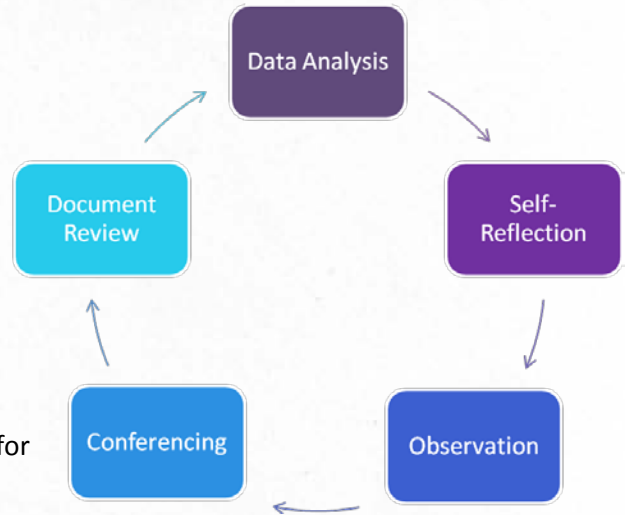 Data Analysis
Self-
Reflection
Observation
Conferencing
Document
Review
for